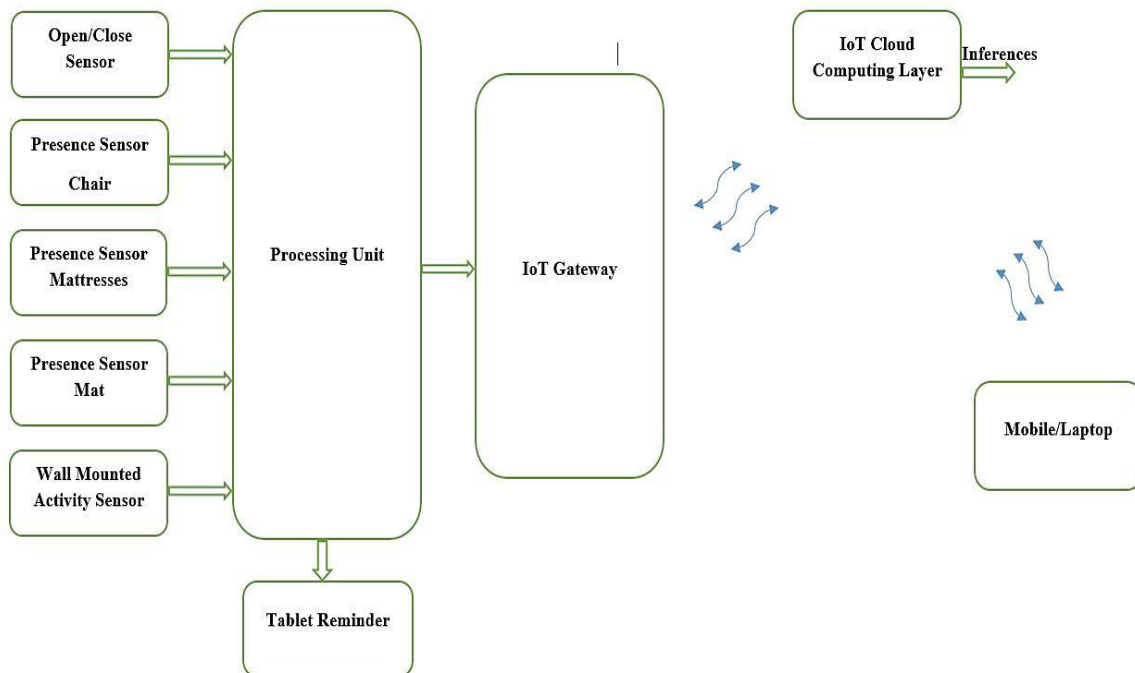 Open/Close
Sensor
Presence Sensor
Chair
Presence Sensor
Mattresses
Presence Sensor
Mat
Wall Mounted
Activity Sensor
Processing Unit
Tablet Reminder
IoT Gateway
IoT Cloud
Computing Layer
Inferences
Mobile/Laptop